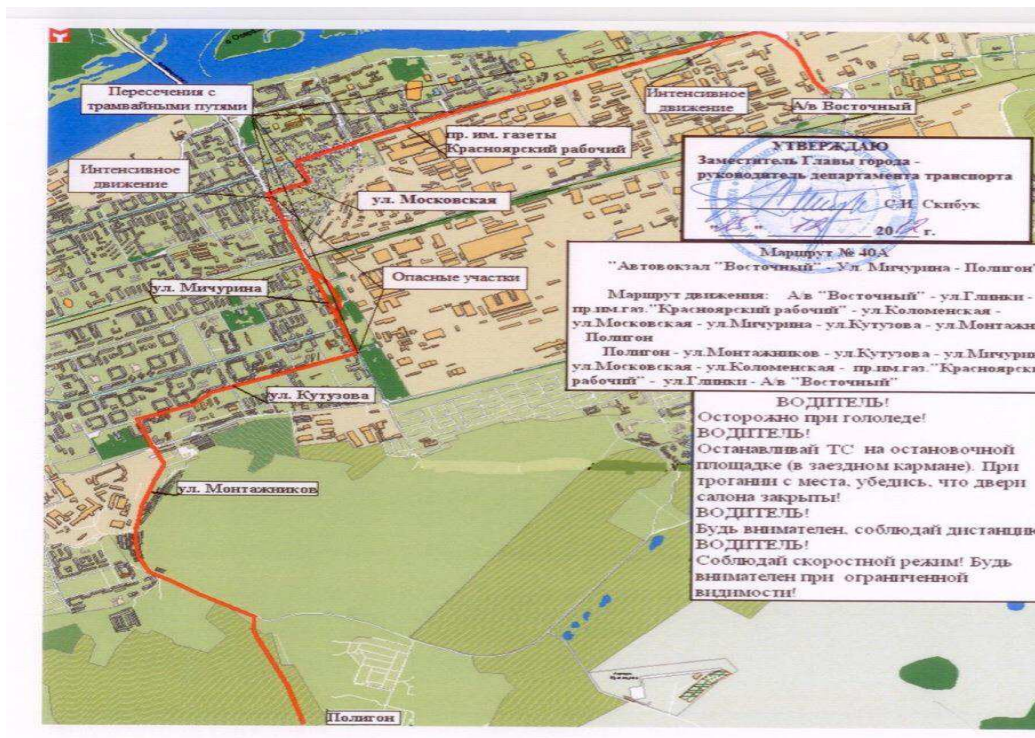 Пересечения с
трамвайными путями
Интенсивное
движение
А/в Восточный
пр. им. газеты
Красноярский рабочий
Интенсивное
движение
ул. Московская
ул. Мичурина
Опасные участки
ул. Кутузова
ул. Монтажников
Полигон
УТВЕРЖДАЮ
Заместитель Главы города -
руководитель департамента транспорта
С.И. Скибук
20 г.
Маршрут № 40А
"Автовокзал "Восточный" - Ул. Мичурина - Полигон"
Маршрут движения: А/в "Восточный" - ул.Глинки -
пр.им.газ."Красноярский рабочий" - ул.Коломенская -
ул.Московская - ул.Мичурина - ул.Кутузова - ул.Монтажн
Полигон
Полигон - ул.Монтажников - ул.Кутузова - ул.Мичурин
ул.Московская - ул.Коломенская - пр.им.газ."Красноярски
рабочий" - ул.Глинки - А/в "Восточный"
ВОДИТЕЛЬ!
Осторожно при гололеде!
ВОДИТЕЛЬ!
Останавливай ТС на остановочной
площадке (в заездном кармане). При
трогании с места, убедись, что двери
салона закрыты!
ВОДИТЕЛЬ!
Будь внимателен, соблюдай дистанцию
ВОДИТЕЛЬ!
Соблюдай скоростной режим! Будь
внимателен при ограниченной
видимости!